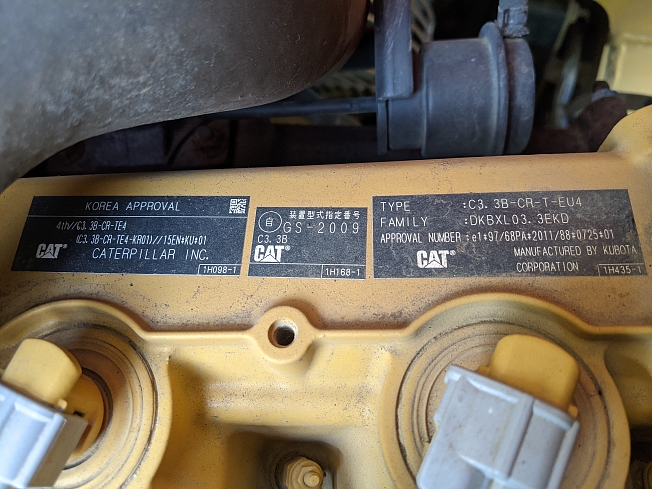 KOREA APPROVAL
4th//C3.3B-CR-TE4
(C3.3B-CR-TE4-KR01)//15EN*KU*01
CAT® CATERPILLAR INC.
1H098-1
自 装置型式指定番号
GS-2009
C3.3B
CAT®
1H168-1
TYPE : C3.3B-CR-T-EU4
FAMILY : DKBXL03.3EKD
APPROVAL NUMBER : e1*97/68PA*2011/88*0725*01
CAT® MANUFACTURED BY KUBOTA
CORPORATION
1H435-1